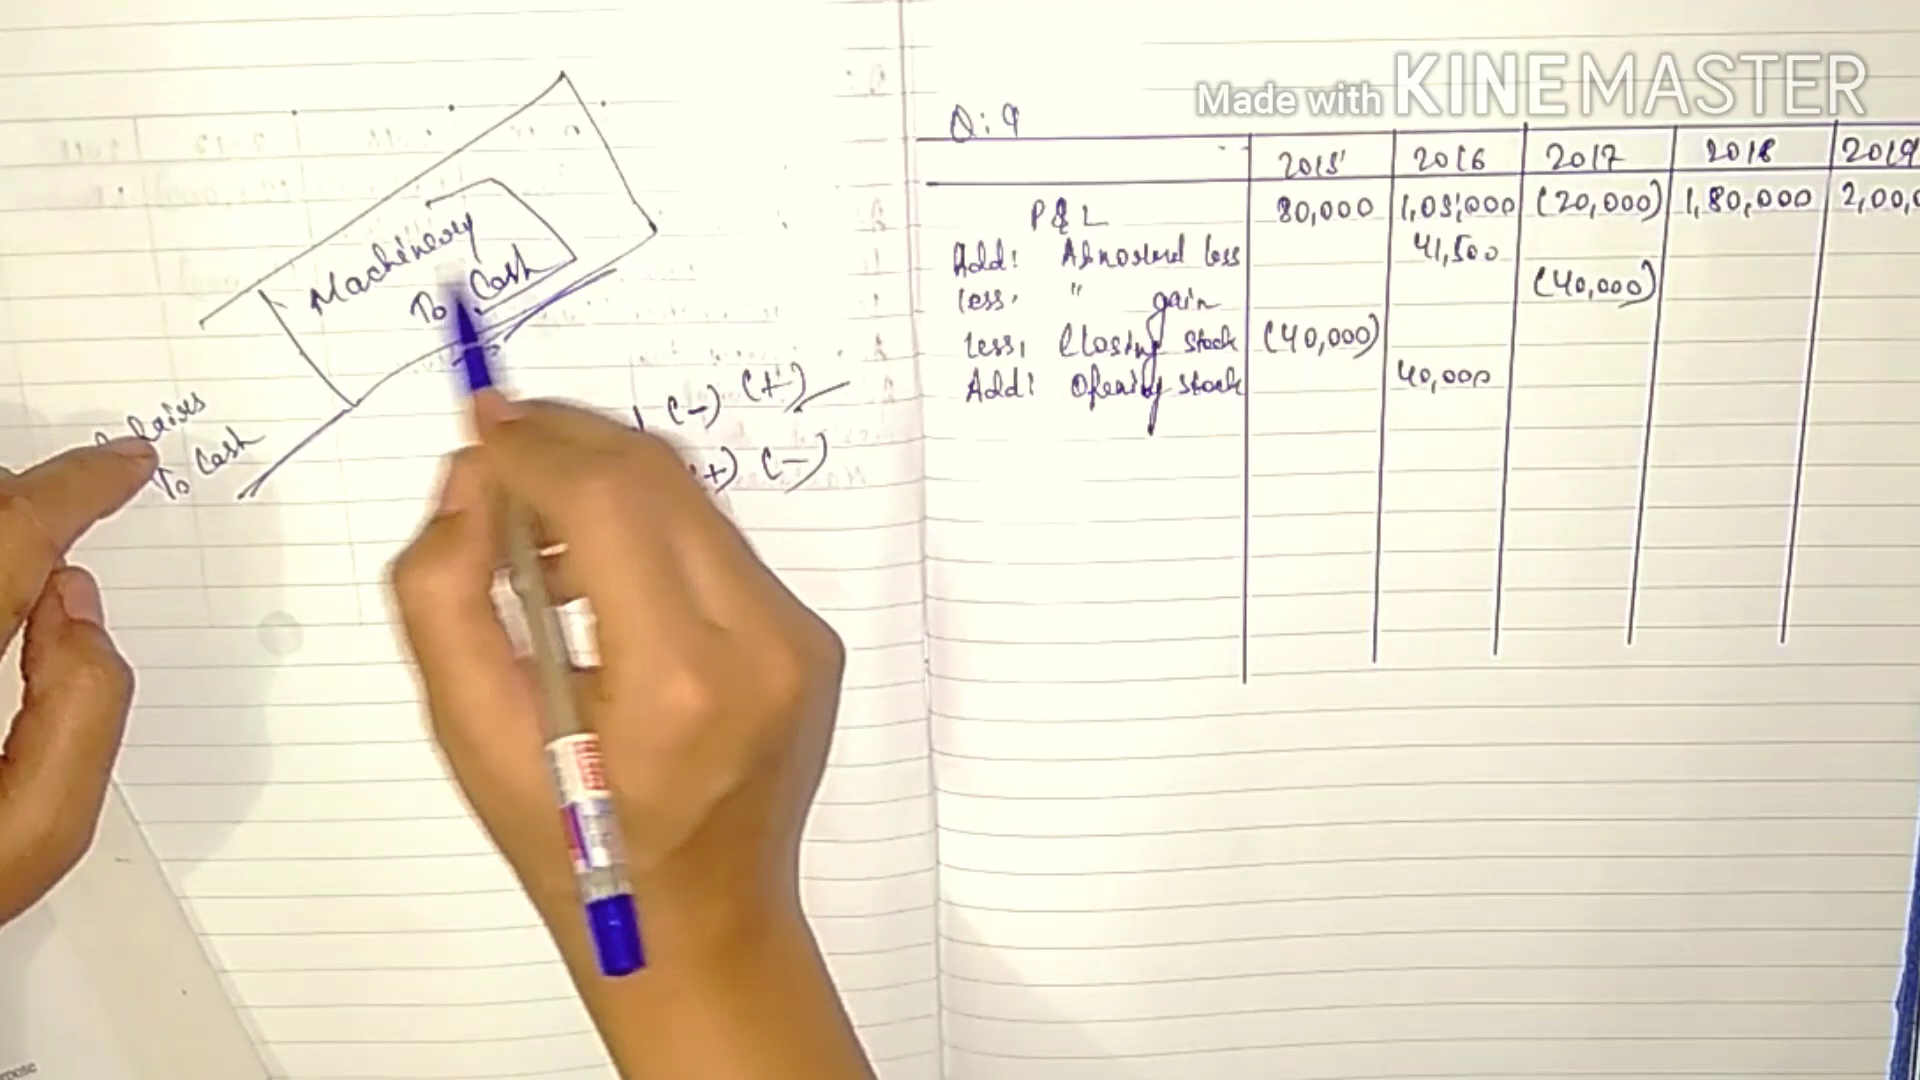 Made with KINEMASTER
Machinery
To Cash
To Cash
(-) (+)
(+) (-)
Q:9
2015 2016 2017 2018 2019
P&L 80,000 1,05,000 (20,000) 1,80,000 2,00,0
Add: Abnormal loss 41,500
less, " gain (40,000)
less, Closing stock (40,000)
Add: Opening stock 40,000